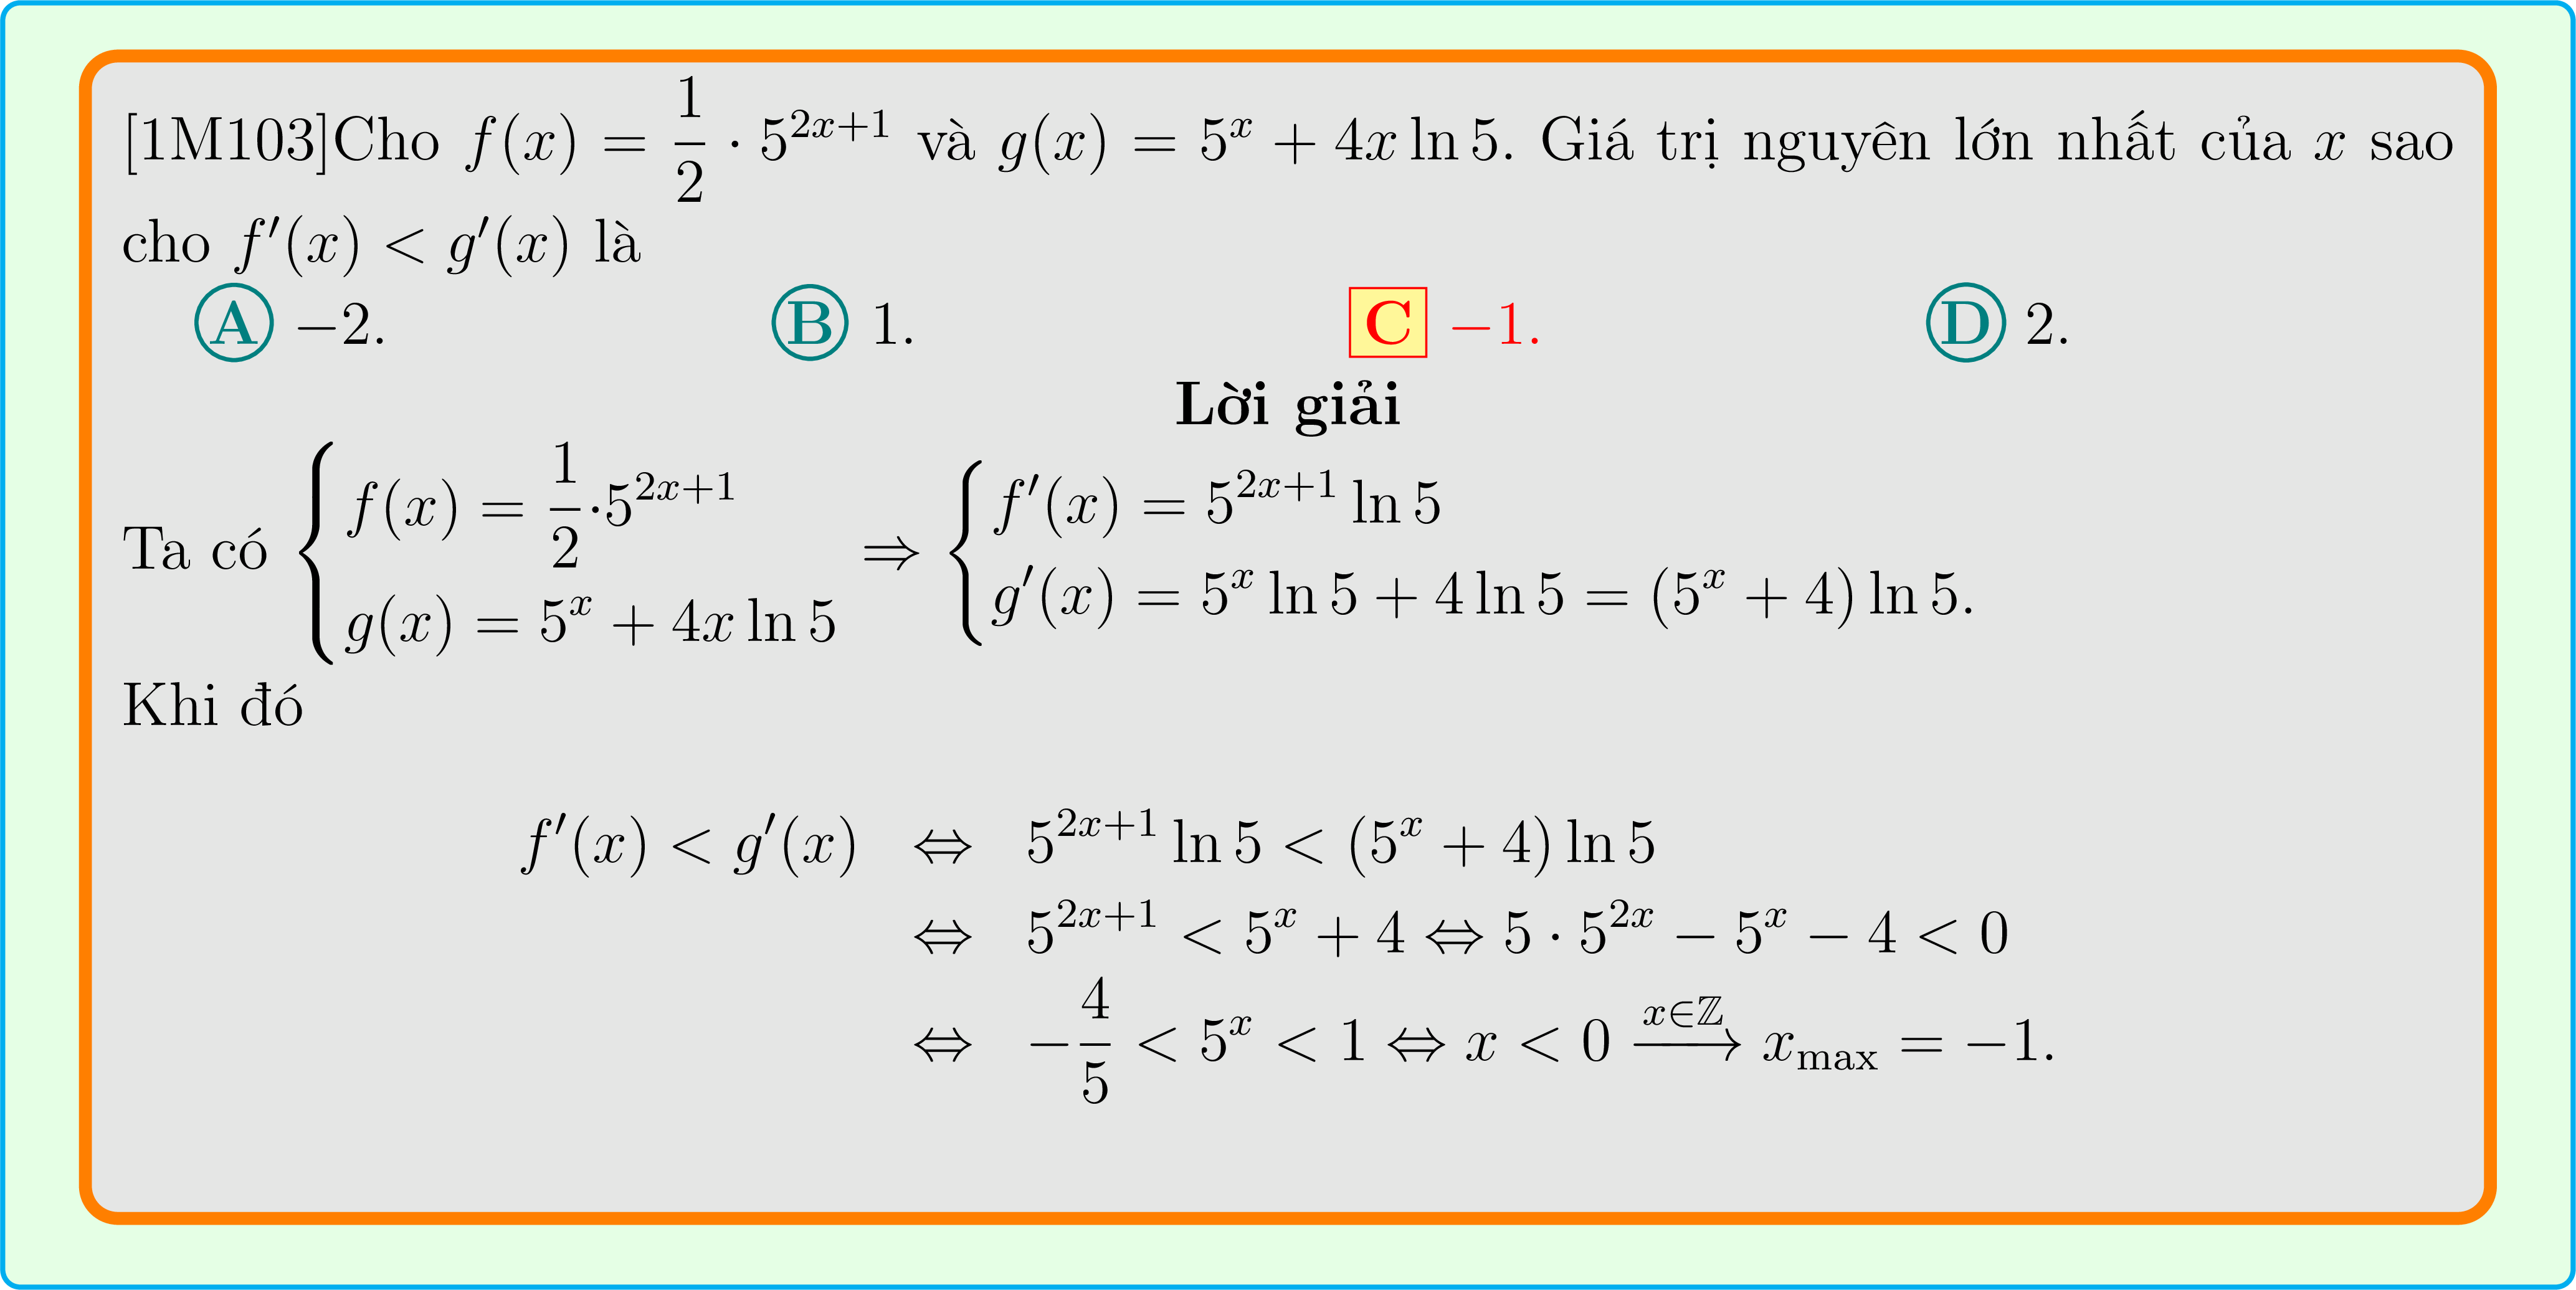 [1M103]Cho $f(x) = \dfrac{1}{2} \cdot 5^{2x+1}$ và $g(x) = 5^x + 4x \ln 5$. Giá trị nguyên lớn nhất của $x$ sao
cho $f'(x) < g'(x)$ là
A −2. B 1. C −1. D 2.
Lời giải
Ta có $\begin{cases} f(x) = \dfrac{1}{2} \cdot 5^{2x+1} \\ g(x) = 5^x + 4x \ln 5 \end{cases} \Rightarrow \begin{cases} f'(x) = 5^{2x+1} \ln 5 \\ g'(x) = 5^x \ln 5 + 4 \ln 5 = (5^x + 4) \ln 5. \end{cases}$
Khi đó
$f'(x) < g'(x) \Leftrightarrow 5^{2x+1} \ln 5 < (5^x + 4) \ln 5$
$\Leftrightarrow 5^{2x+1} < 5^x + 4 \Leftrightarrow 5 \cdot 5^{2x} - 5^x - 4 < 0$
$\Leftrightarrow -\dfrac{4}{5} < 5^x < 1 \Leftrightarrow x < 0 \xrightarrow{x \in \mathbb{Z}} x_{\max} = -1.$